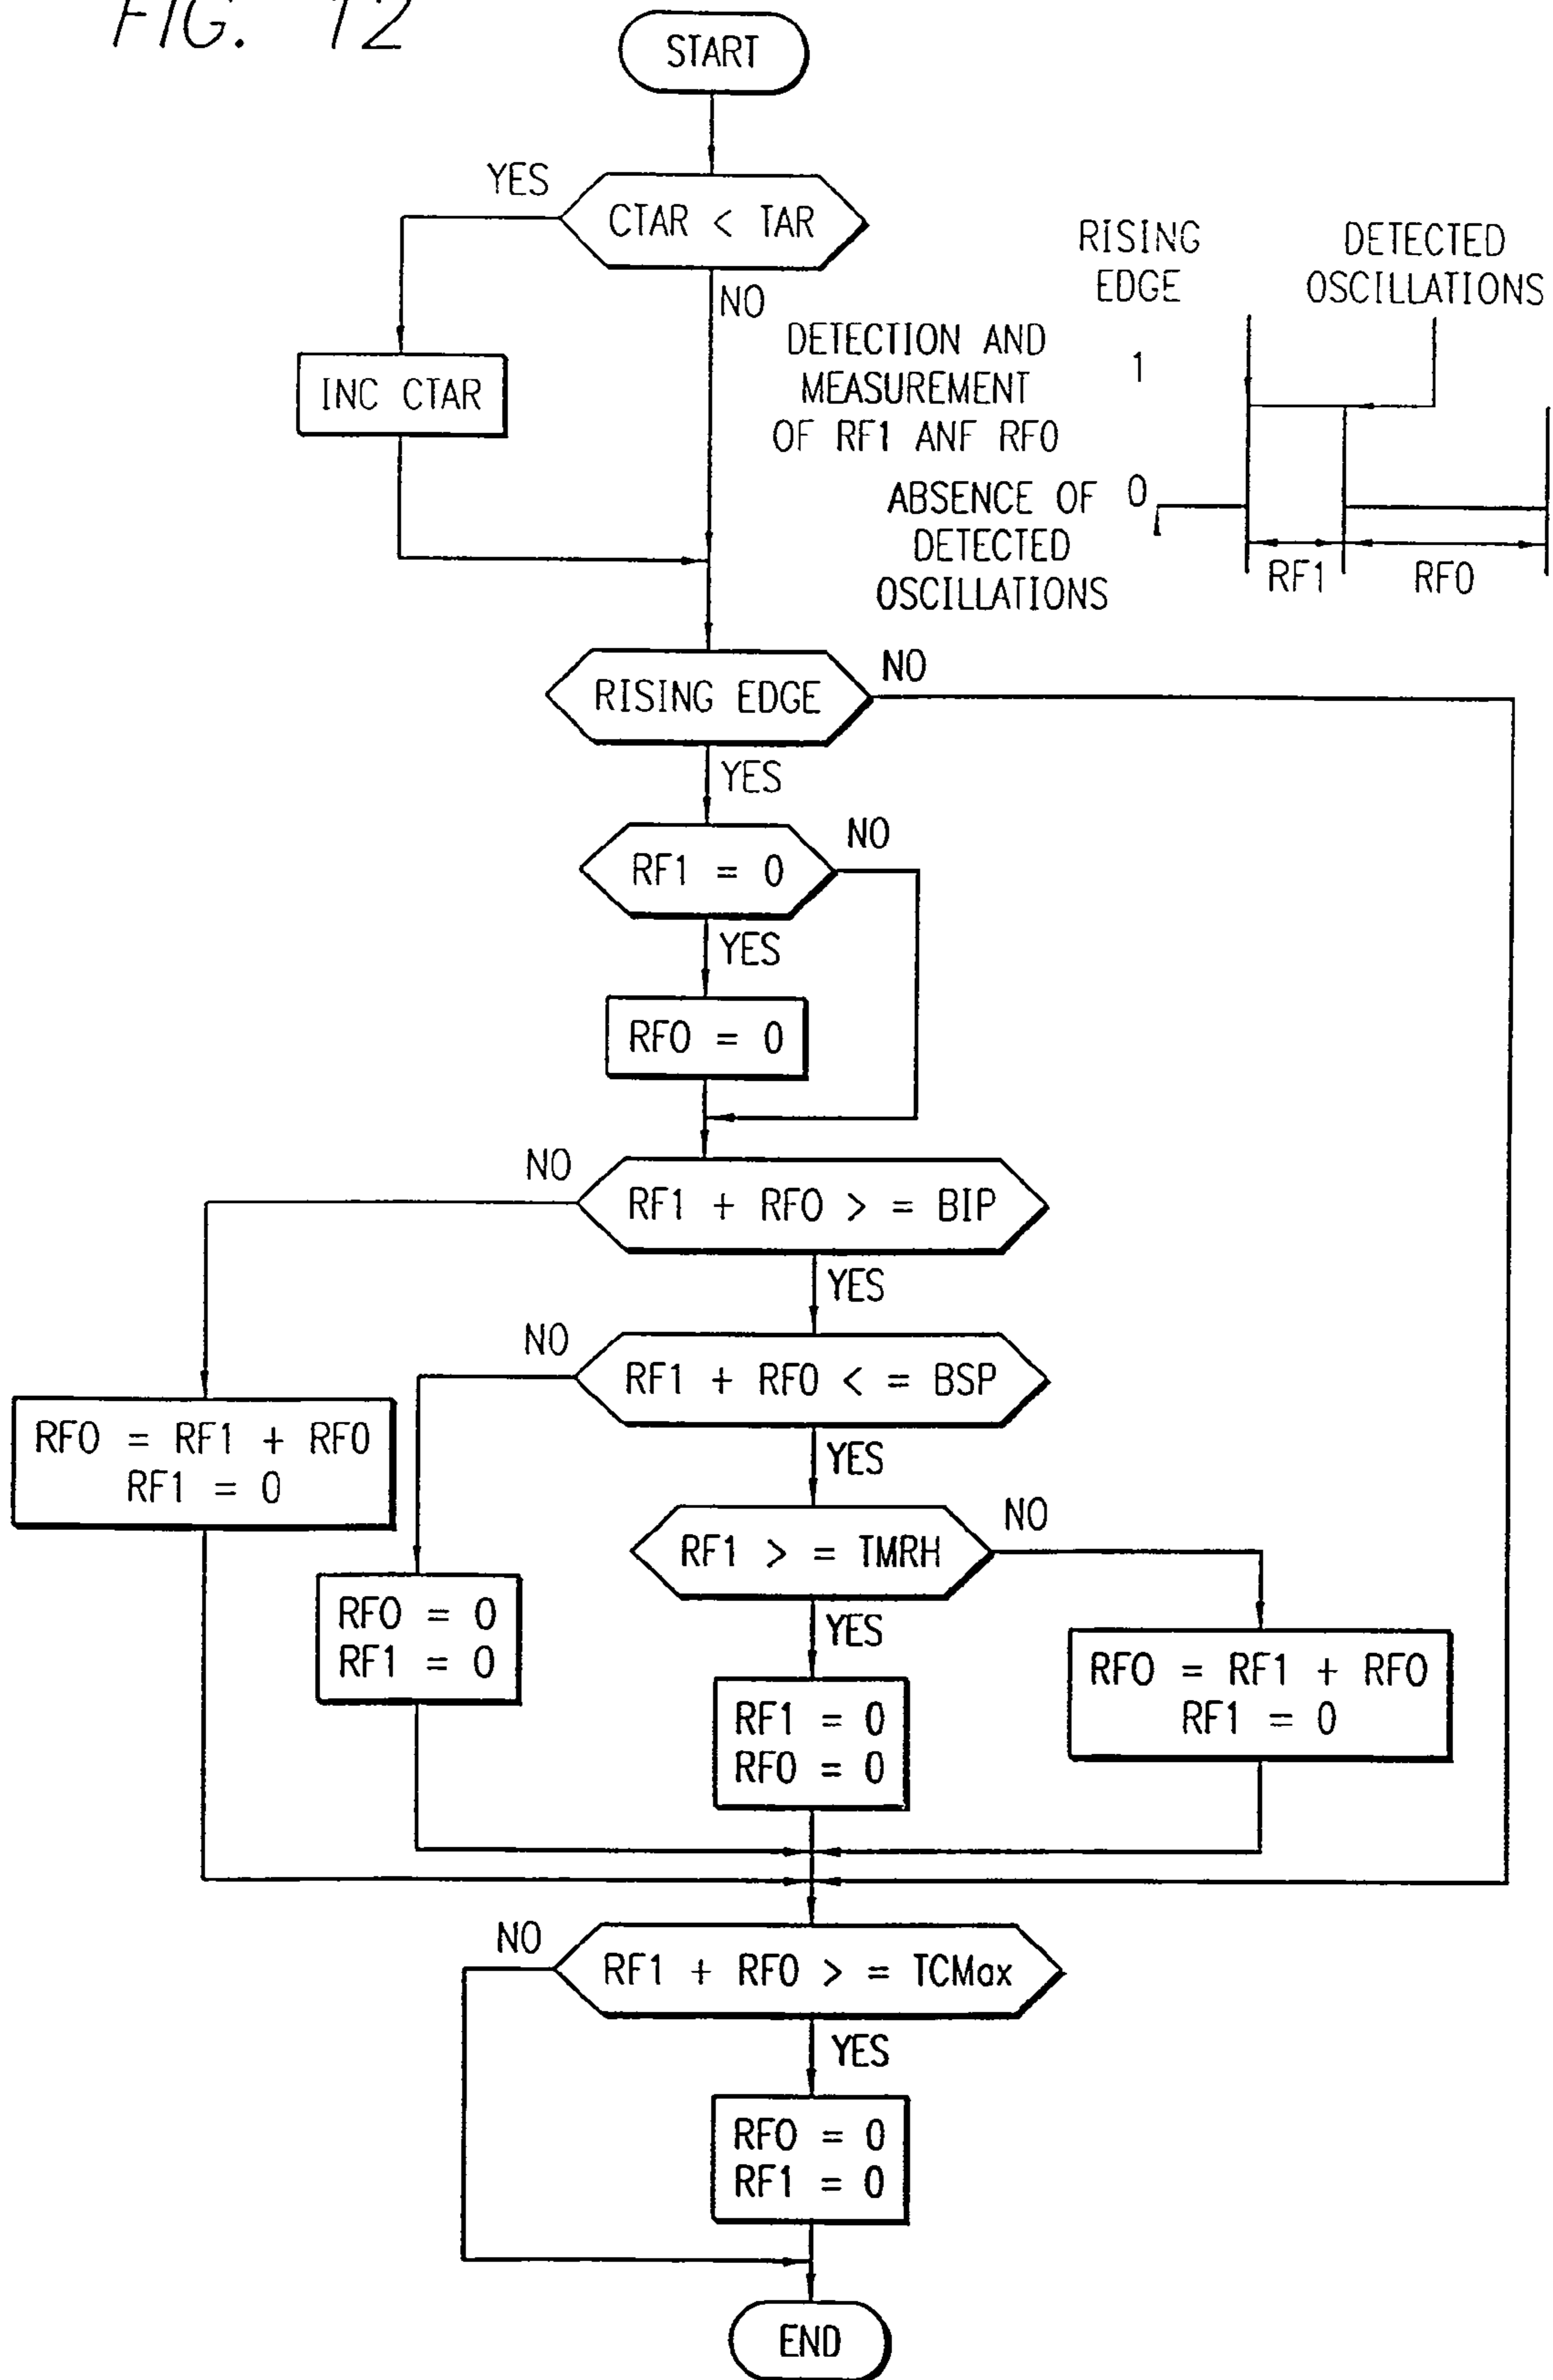 FIG. 12
START
YES
CTAR < TAR
NO
INC CTAR
DETECTION AND
MEASUREMENT
OF RF1 ANF RF0
RISING
EDGE
DETECTED
OSCILLATIONS
1
ABSENCE OF
DETECTED
OSCILLATIONS
0
RF1
RF0
RISING EDGE
NO
YES
RF1 = 0
NO
YES
RF0 = 0
NO
RF1 + RF0 > = BIP
YES
NO
RF1 + RF0 < = BSP
YES
RF0 = RF1 + RF0
RF1 = 0
RF1 > = TMRH
NO
YES
RF0 = 0
RF1 = 0
RF1 = 0
RF0 = 0
RF0 = RF1 + RF0
RF1 = 0
NO
RF1 + RF0 > = TCMax
YES
RF0 = 0
RF1 = 0
END